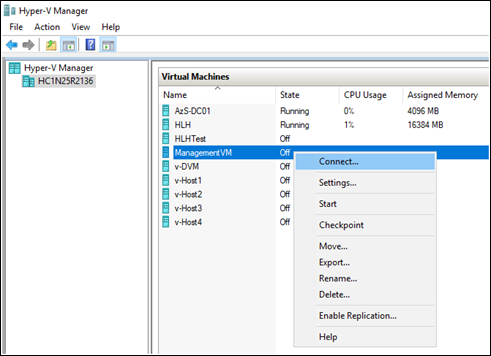 Hyper-V Manager
File Action View Help
Hyper-V Manager
HC1N25R2136
Virtual Machines
Name State CPU Usage Assigned Memory
AzS-DC01 Running 0% 4096 MB
HLH Running 1% 16384 MB
HLHTest Off
ManagementVM Off
v-DVM Off
v-Host1 Off
v-Host2 Off
v-Host3 Off
v-Host4 Off
Connect...
Settings...
Start
Checkpoint
Move...
Export...
Rename...
Delete...
Enable Replication...
Help